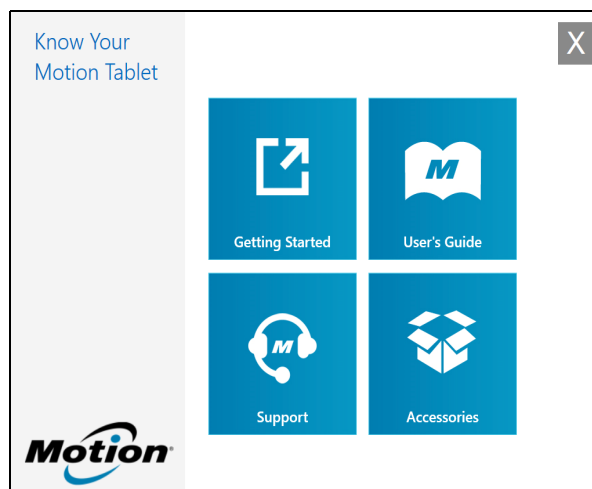 Know Your
Motion Tablet
X
Getting Started
M
User's Guide
M
Support
Accessories
Motion